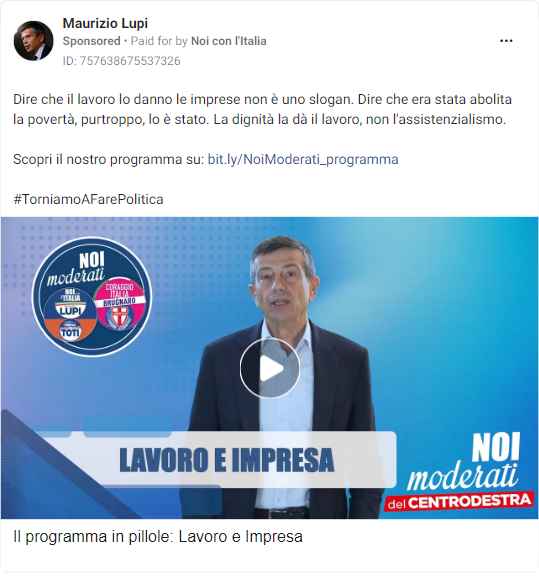 Maurizio Lupi
Sponsored • Paid for by Noi con l'Italia
ID: 757638675537326
Dire che il lavoro lo danno le imprese non è uno slogan. Dire che era stata abolita
la povertà, purtroppo, lo è stato. La dignità la dà il lavoro, non l'assistenzialismo.
Scopri il nostro programma su: bit.ly/NoiModerati_programma
#TorniamoAFarePolitica
NOI
moderati
NOI
CON
l'ITALIA
LUPI
TOTI
CORAGGIO
ITALIA
BRUGNARO
LAVORO E IMPRESA
NOI
moderati
del CENTRODESTRA
Il programma in pillole: Lavoro e Impresa